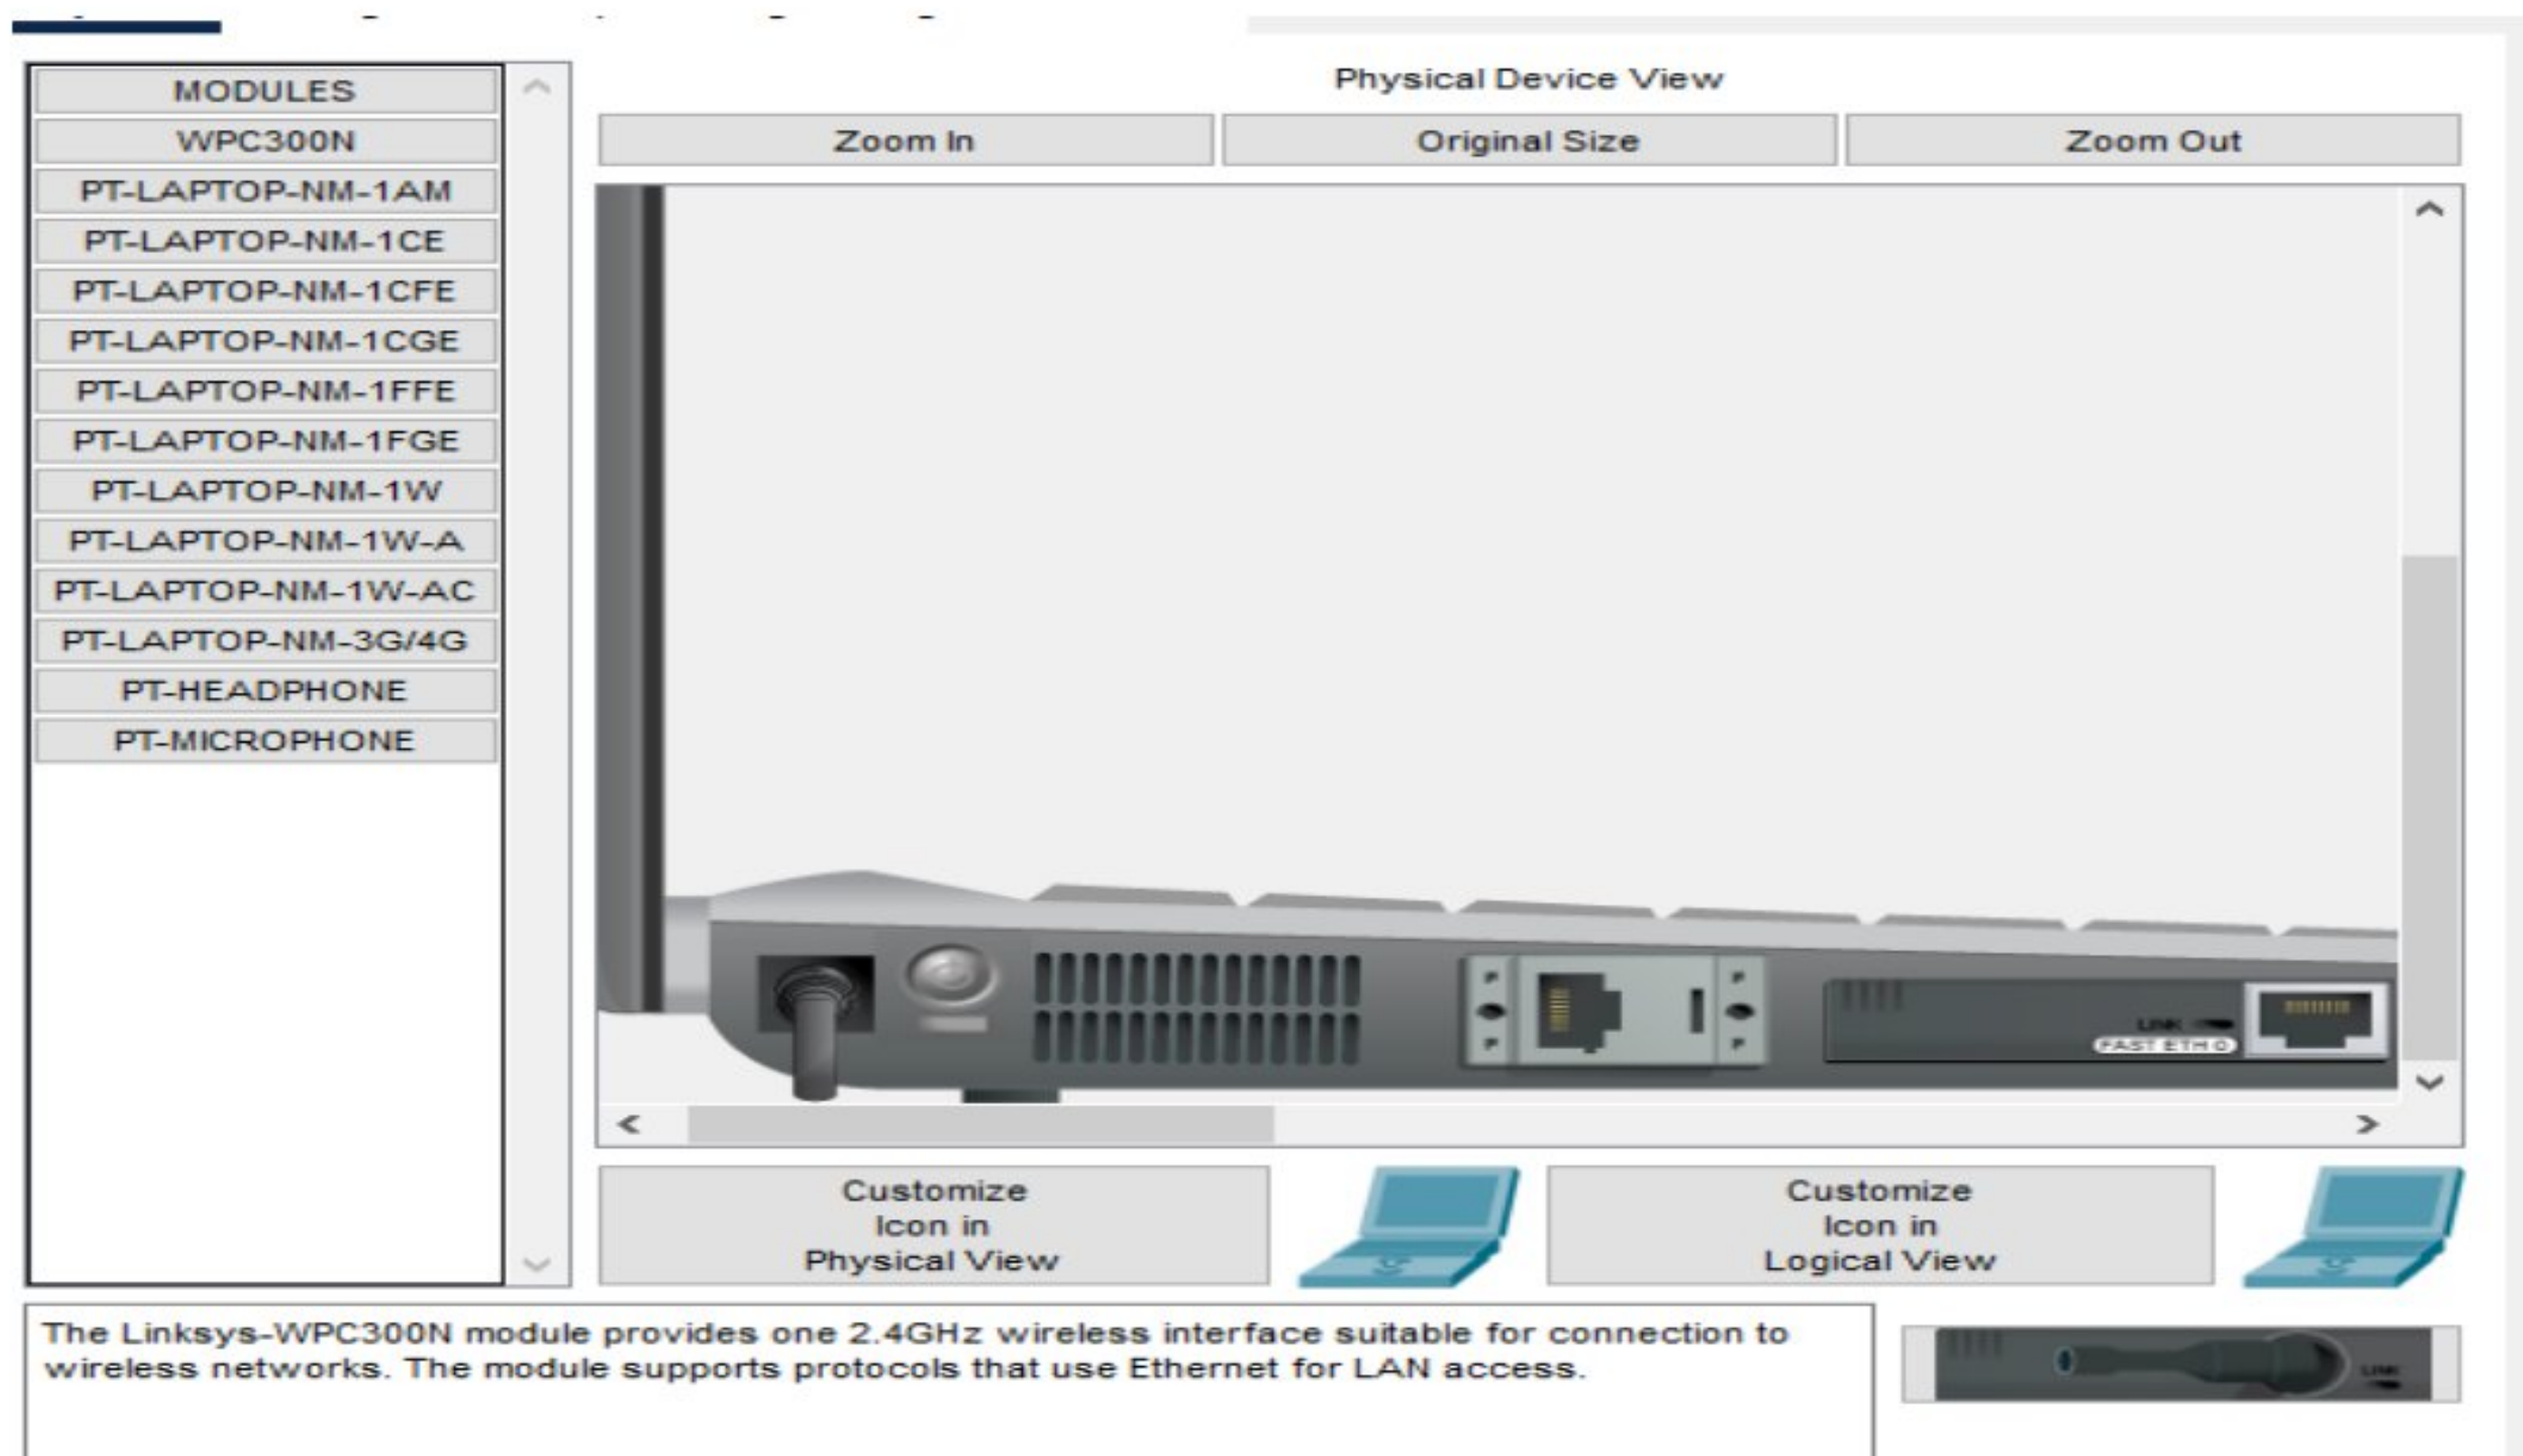 MODULES
WPC300N
PT-LAPTOP-NM-1AM
PT-LAPTOP-NM-1CE
PT-LAPTOP-NM-1CFE
PT-LAPTOP-NM-1CGE
PT-LAPTOP-NM-1FFE
PT-LAPTOP-NM-1FGE
PT-LAPTOP-NM-1W
PT-LAPTOP-NM-1W-A
PT-LAPTOP-NM-1W-AC
PT-LAPTOP-NM-3G/4G
PT-HEADPHONE
PT-MICROPHONE
Physical Device View
Zoom In
Original Size
Zoom Out
LINK
FAST ETH 0
Customize
Icon in
Physical View
Customize
Icon in
Logical View
The Linksys-WPC300N module provides one 2.4GHz wireless interface suitable for connection to
wireless networks. The module supports protocols that use Ethernet for LAN access.
LINK